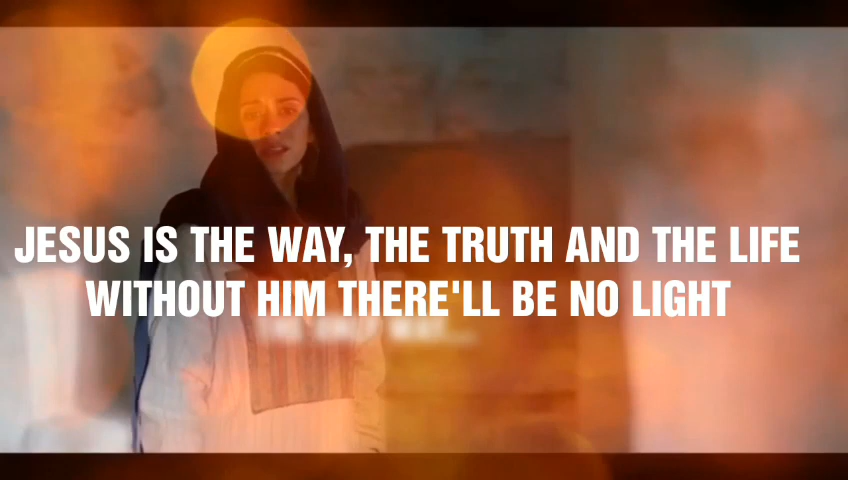 JESUS IS THE WAY, THE TRUTH AND THE LIFE
WITHOUT HIM THERE'LL BE NO LIGHT